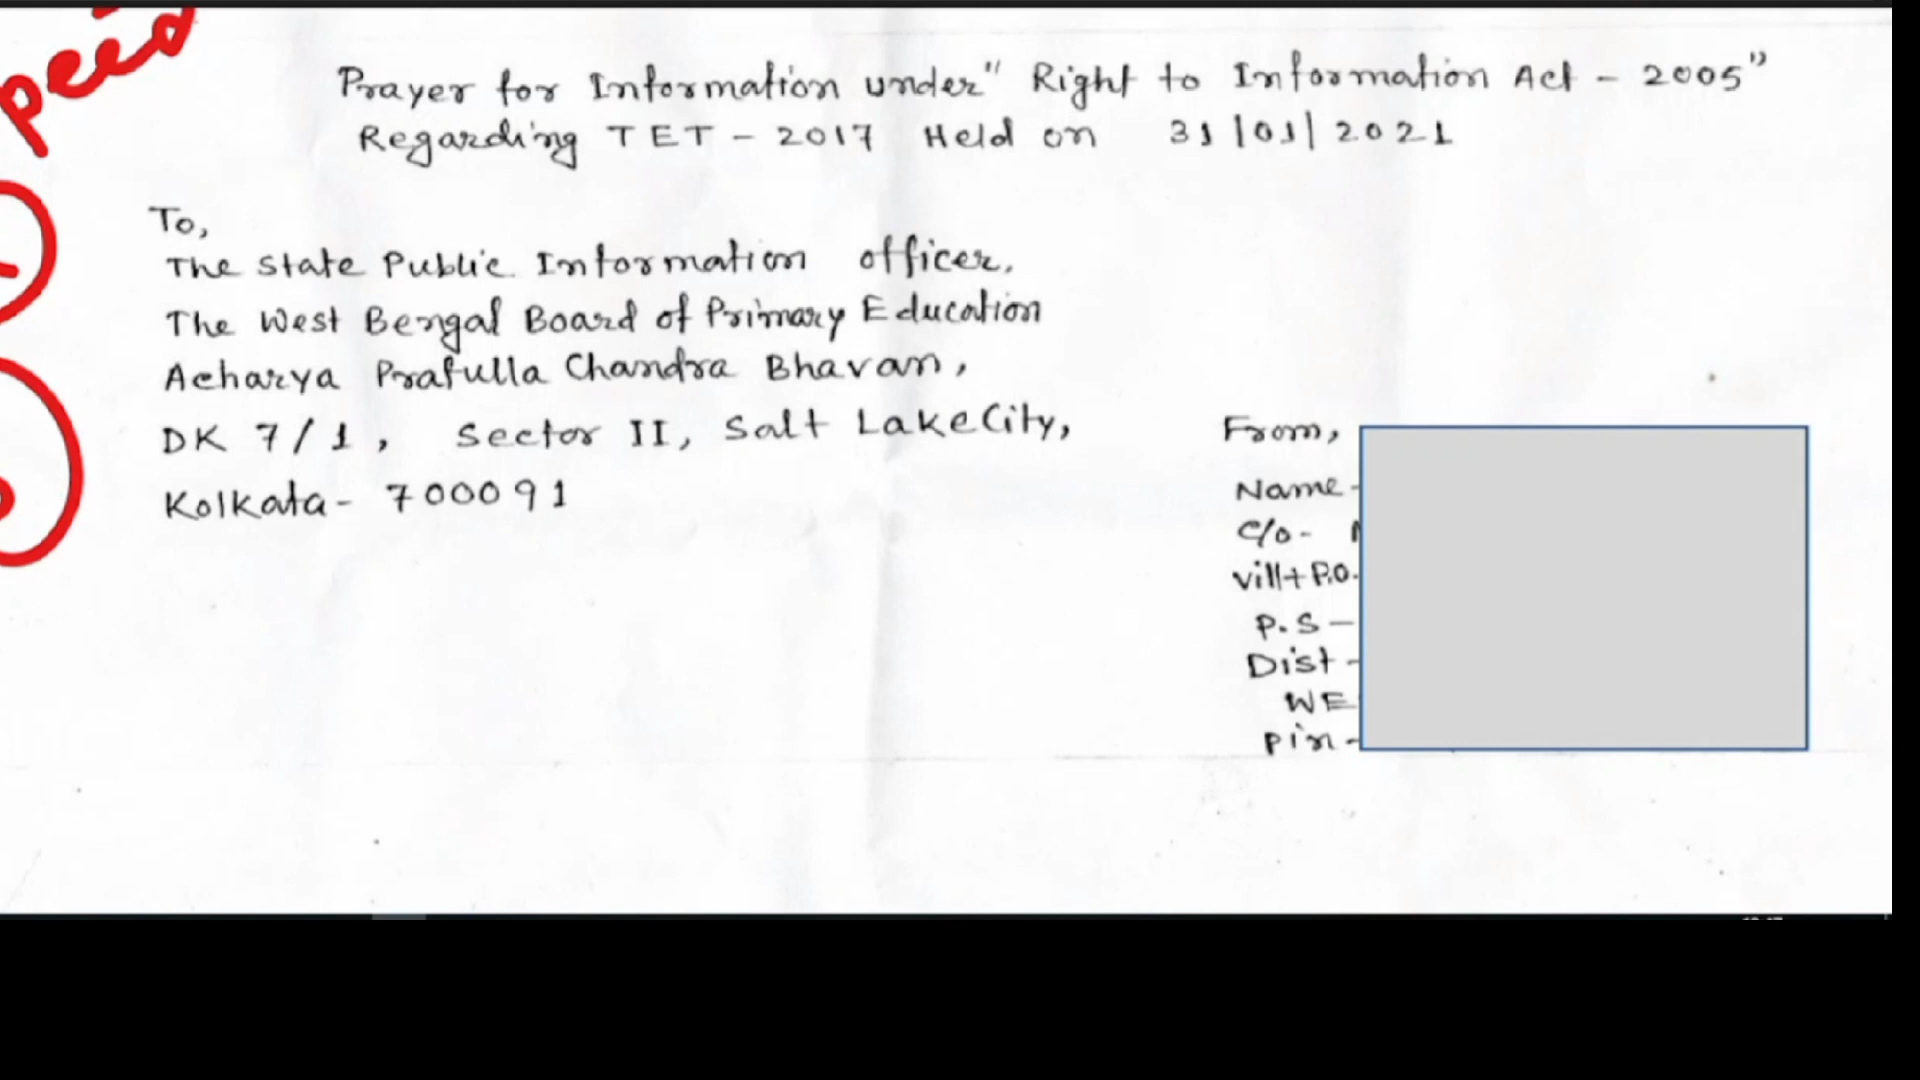 Prayer for Information under "Right to Information Act - 2005"
Regarding TET - 2017 Held on 31/01/2021
To,
The State Public Information officer,
The West Bengal Board of Primary Education
Acharya Prafulla Chandra Bhavan,
DK 7/1, Sector II, Salt Lake City,
Kolkata - 700091
From,
Name -
C/o -
Vill+P.O.
P.S -
Dist -
WE
Pin -